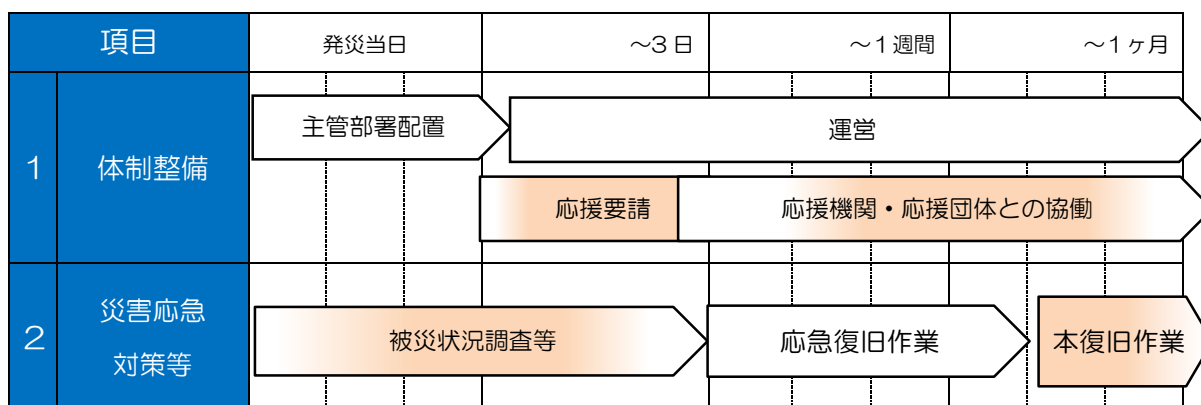 項目
発災当日
～3日
～1週間
～1ヶ月
1
体制整備
主管部署配置
運営
応援要請
応援機関・応援団体との協働
2
災害応急
対策等
被災状況調査等
応急復旧作業
本復旧作業